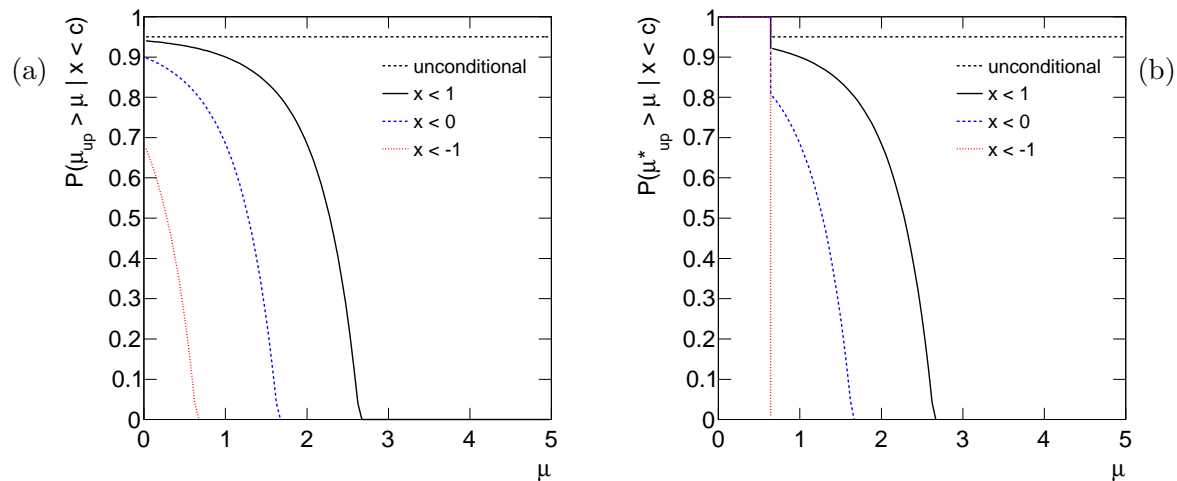 (a)
P(μup > μ | x < c)
1
0.9
0.8
0.7
0.6
0.5
0.4
0.3
0.2
0.1
0
0 1 2 3 4 5
μ
unconditional
x < 1
x < 0
x < -1
P(μ*up > μ | x < c)
1
0.9
0.8
0.7
0.6
0.5
0.4
0.3
0.2
0.1
0
0 1 2 3 4 5
μ
unconditional
x < 1
x < 0
x < -1
(b)